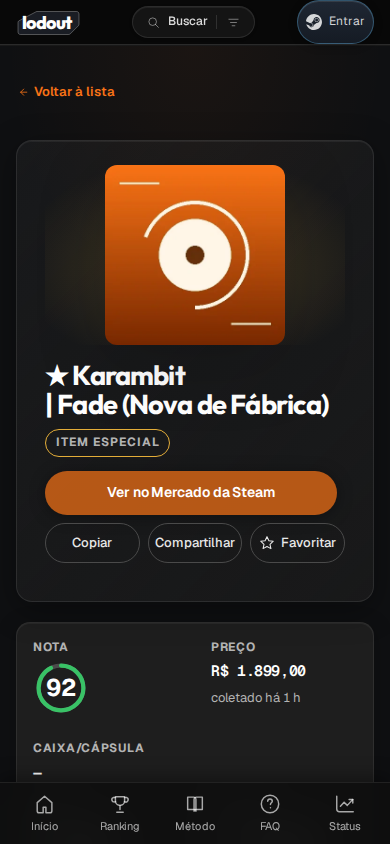 lodout
Buscar
Entrar
← Voltar à lista
★ Karambit
| Fade (Nova de Fábrica)
ITEM ESPECIAL
Ver no Mercado da Steam
Copiar
Compartilhar
Favoritar
NOTA
PREÇO
92
R$ 1.899,00
coletado há 1 h
CAIXA/CÁPSULA
—
Início
Ranking
Método
FAQ
Status